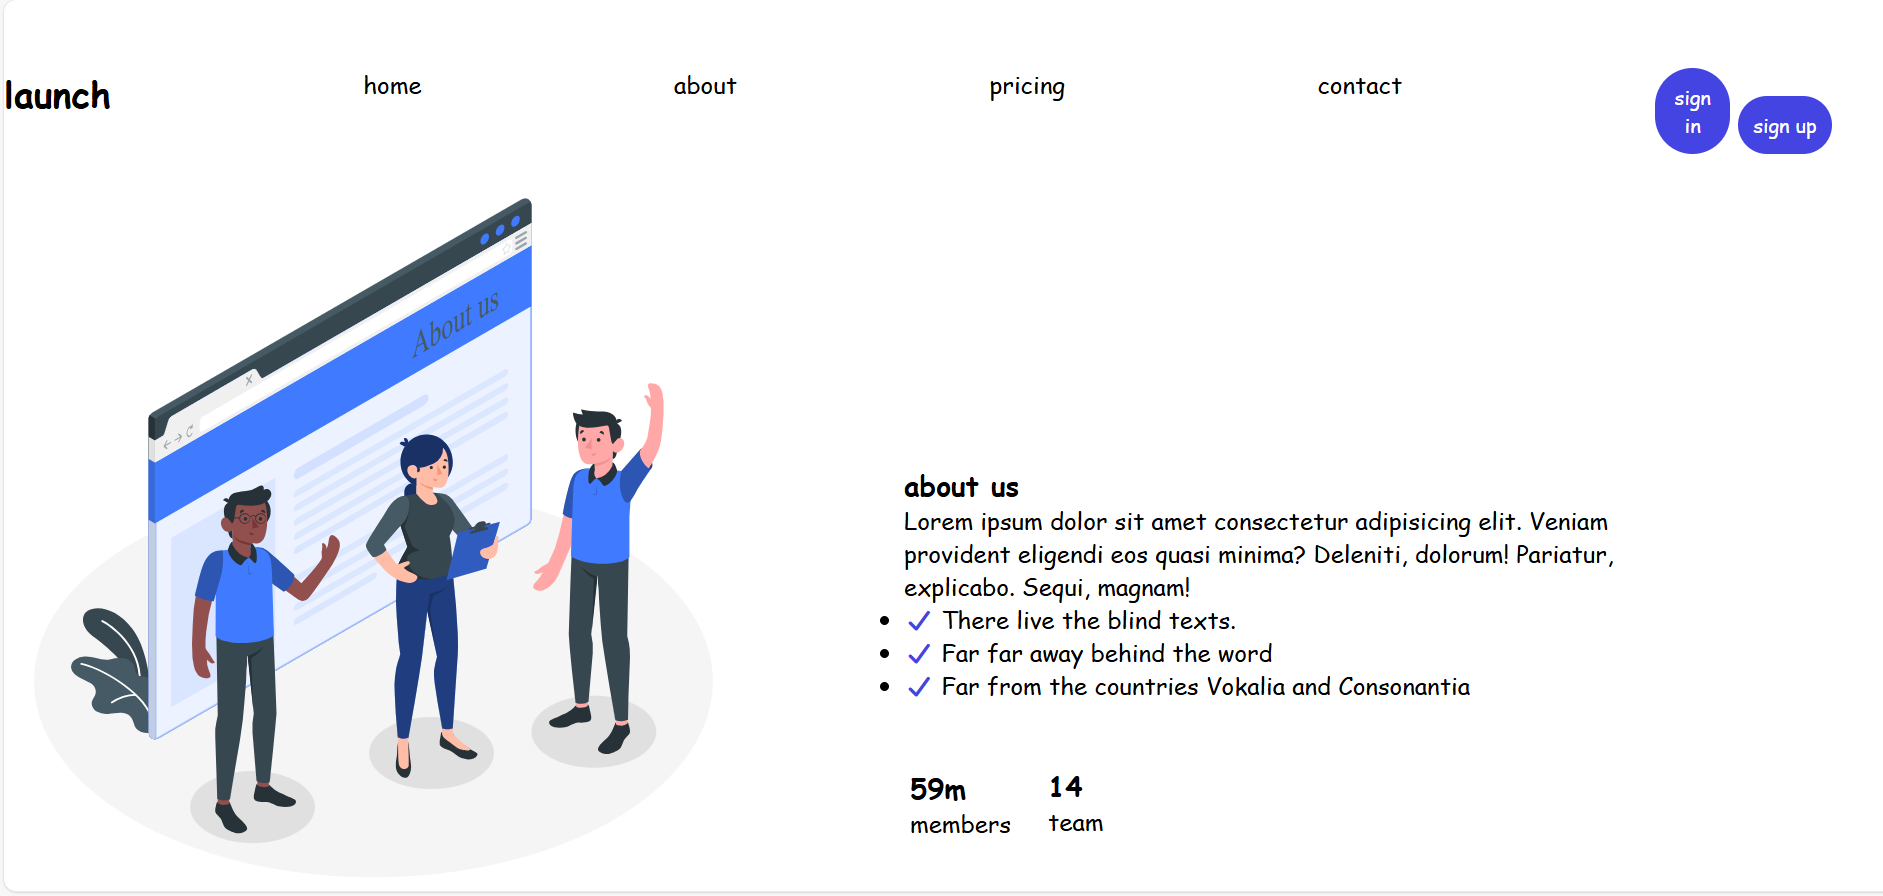 launch
home
about
pricing
contact
sign
in
sign up
About us
about us
Lorem ipsum dolor sit amet consectetur adipisicing elit. Veniam
provident eligendi eos quasi minima? Deleniti, dolorum! Pariatur,
explicabo. Sequi, magnam!
There live the blind texts.
Far far away behind the word
Far from the countries Vokalia and Consonantia
59m
members
14
team